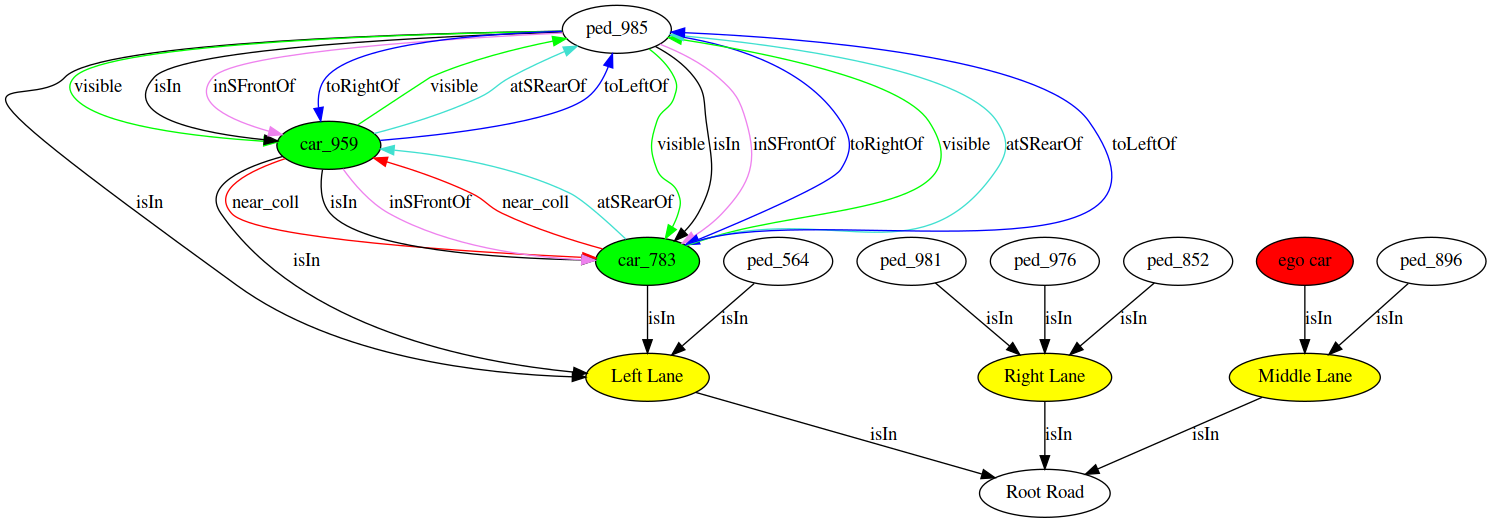 ped_985
visible
isIn
inSFrontOf
toRightOf
visible
atSRearOf
toLeftOf
car_959
visible
isIn
inSFrontOf
toRightOf
visible
atSRearOf
toLeftOf
isIn
near_coll
isIn
inSFrontOf
near_coll
atSRearOf
isIn
car_783
ped_564
ped_981
ped_976
ped_852
ego car
ped_896
isIn
isIn
isIn
isIn
isIn
isIn
isIn
Left Lane
Right Lane
Middle Lane
isIn
isIn
isIn
Root Road